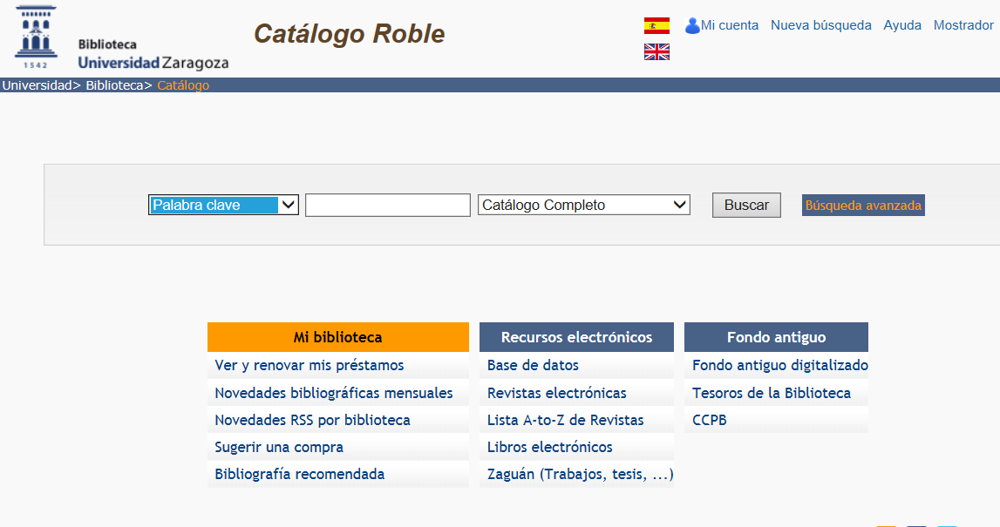 1542
Biblioteca
Universidad Zaragoza
Catálogo Roble
Mi cuenta Nueva búsqueda Ayuda Mostrador
Universidad> Biblioteca> Catálogo
Palabra clave Catálogo Completo Buscar Búsqueda avanzada
Mi biblioteca
Ver y renovar mis préstamos
Novedades bibliográficas mensuales
Novedades RSS por biblioteca
Sugerir una compra
Bibliografía recomendada
Recursos electrónicos
Base de datos
Revistas electrónicas
Lista A-to-Z de Revistas
Libros electrónicos
Zaguán (Trabajos, tesis, ...)
Fondo antiguo
Fondo antiguo digitalizado
Tesoros de la Biblioteca
CCPB